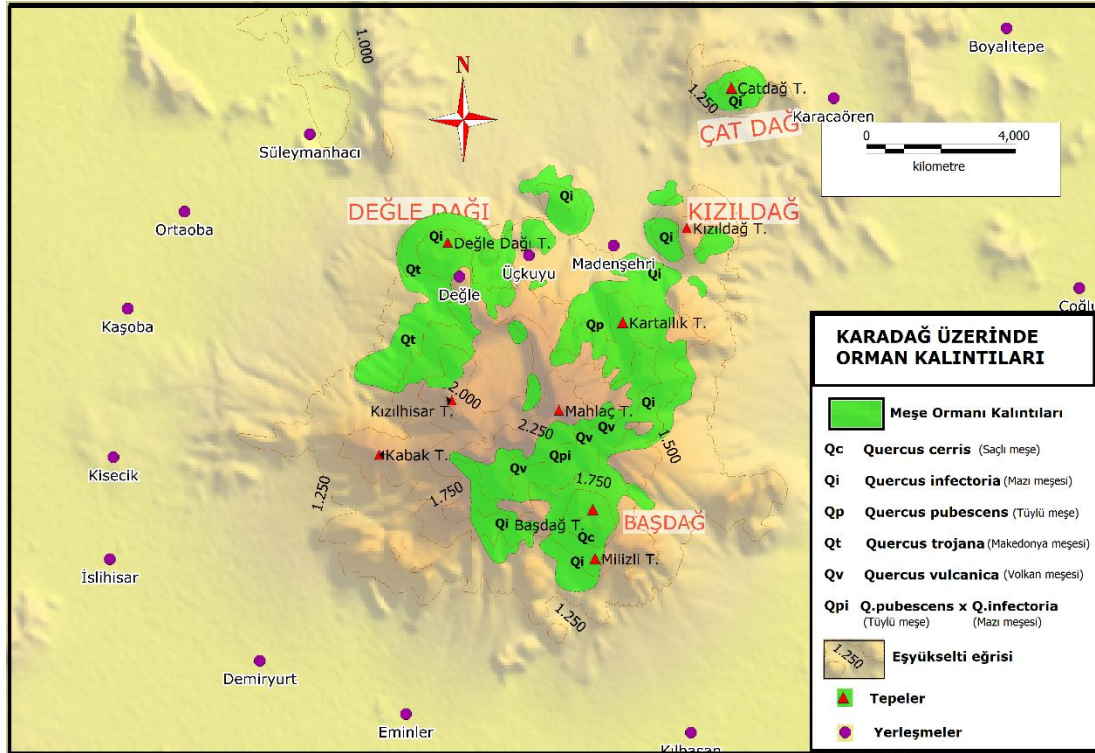 Boyalıtepe
1.000
N
Çatdağ T.
1.250
Qi
Karacaören
ÇAT DAĞ
0 4,000
kilometre
Süleymanhacı
DEĞLE DAĞI
Qi
KIZILDAĞ
Ortaoba
Qi
Değle Dağı T.
Qi
Kızıldağ T.
Üçkuyu
Madenşehri
Qt
Qi
Değle
Çoğlu
Kaşoba
Qp
Kartallık T.
Qt
2.000
Kızılhisar T.
Mahlaç T.
Qi
2.250
Qv
Qv
1.500
Kabak T.
Qpi
Kisecik
1.250
1.750
Qv
1.750
Qi
Başdağ T.
BAŞDAĞ
Qc
Qi
Milizli T.
İslihisar
1.250
Demiryurt
Eminler
Kılbasan
KARADAĞ ÜZERİNDE
ORMAN KALINTILARI
Meşe Ormanı Kalıntıları
Qc Quercus cerris (Saçlı meşe)
Qi Quercus infectoria (Mazı meşesi)
Qp Quercus pubescens (Tüylü meşe)
Qt Quercus trojana (Makedonya meşesi)
Qv Quercus vulcanica (Volkan meşesi)
Qpi Q.pubescens x Q.infectoria
(Tüylü meşe) (Mazı meşesi)
1.250 Eşyükselti eğrisi
Tepeler
Yerleşmeler